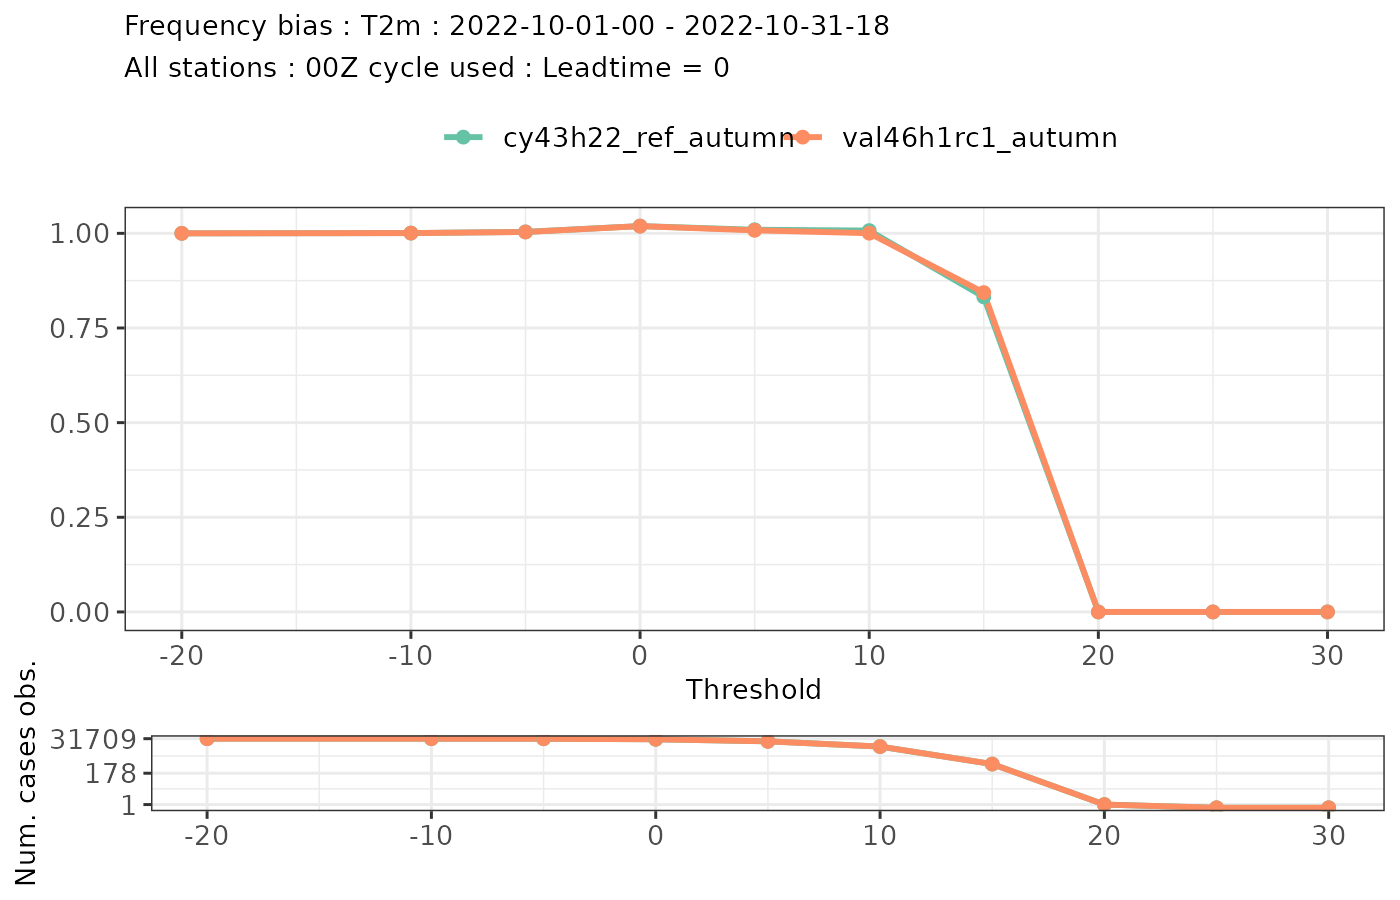 Frequency bias : T2m : 2022-10-01-00 - 2022-10-31-18
All stations : 00Z cycle used : Leadtime = 0
cy43h22_ref_autumn val46h1rc1_autumn
1.00
0.75
0.50
0.25
0.00
-20 -10 0 10 20 30
Threshold
Num. cases obs.
31709
178
1
-20 -10 0 10 20 30